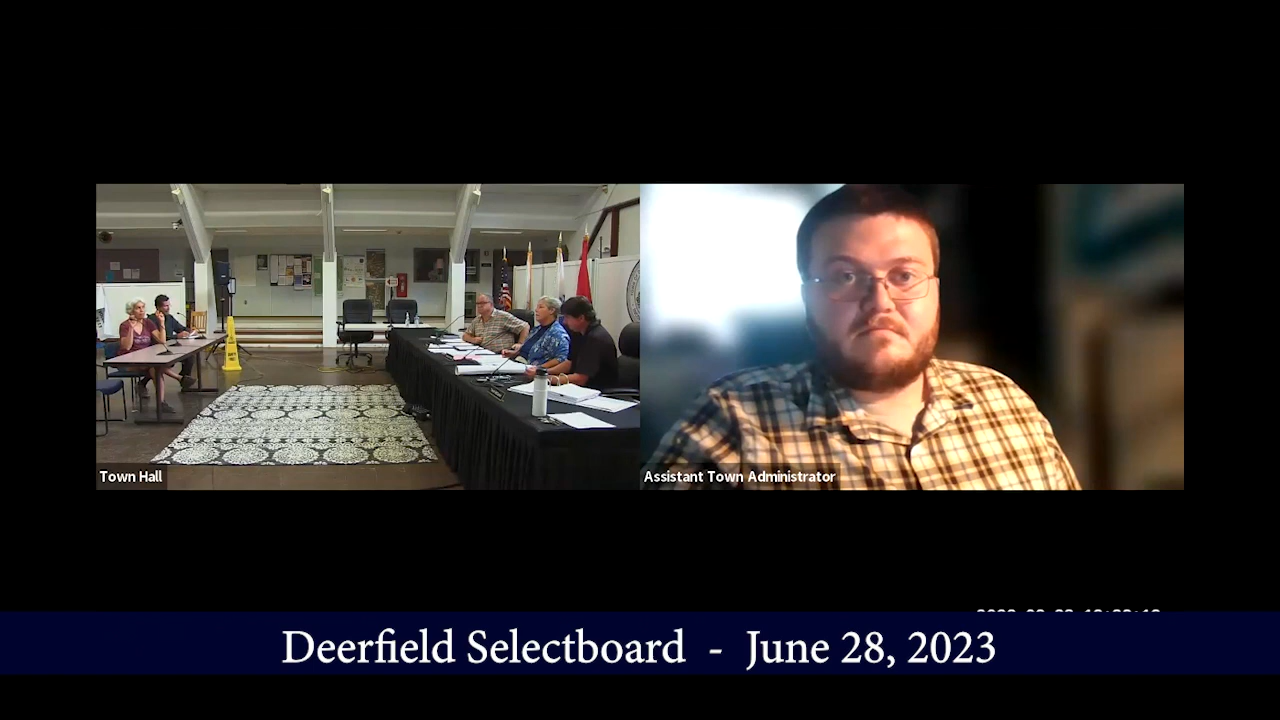 Town Hall
Assistant Town Administrator
Deerfield Selectboard - June 28, 2023